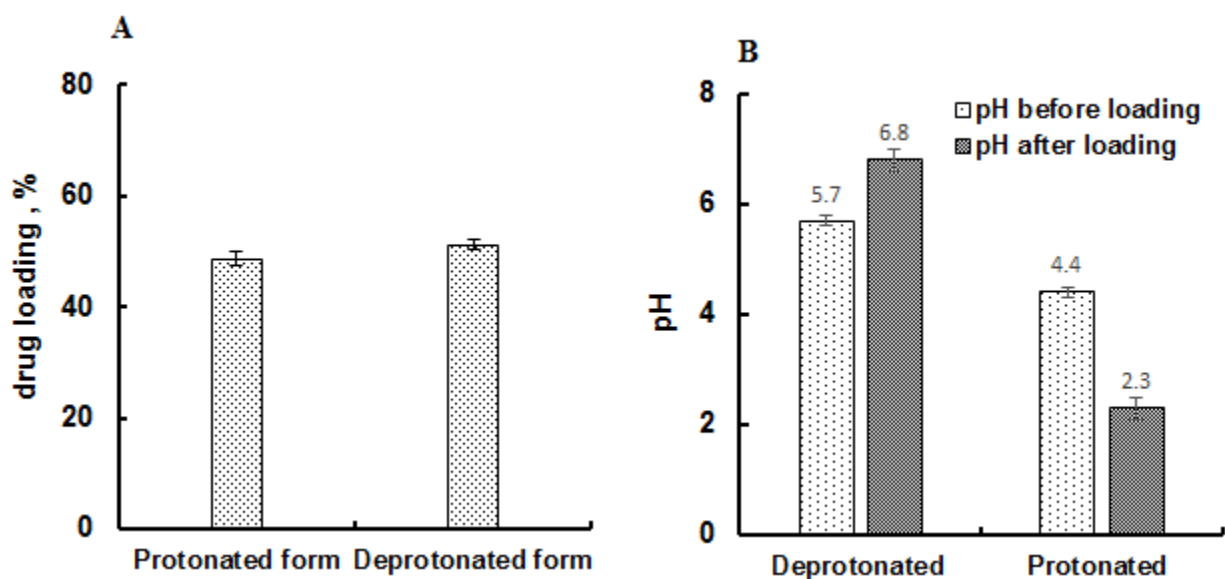 A
80
60
40
20
0
drug loading , %
Protonated form Deprotonated form
B
8
6
4
2
0
pH
pH before loading
pH after loading
5.7
6.8
4.4
2.3
Deprotonated Protonated